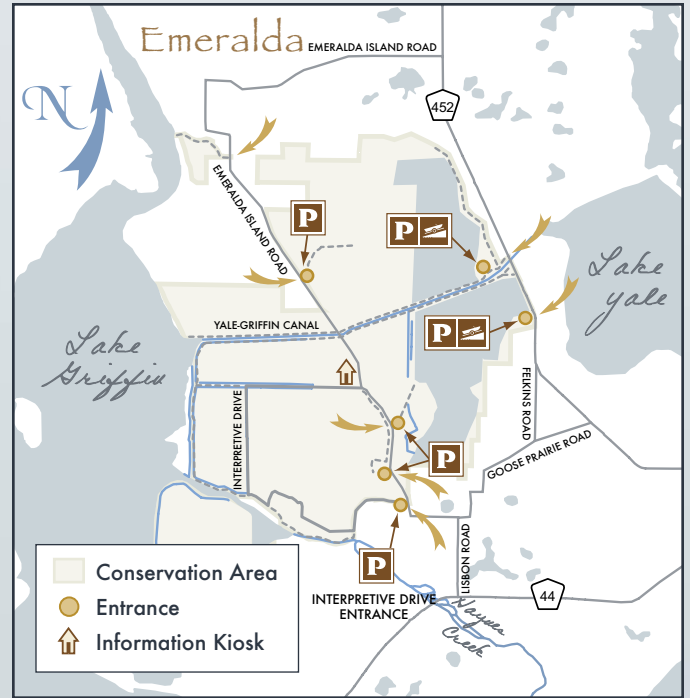 Emeralda
EMERALDA ISLAND ROAD
N
452
EMERALDA ISLAND ROAD
P
P
Lake
Yale
P
YALE-GRIFFIN CANAL
Lake
Griffin
INTERPRETIVE DRIVE
FELKINS ROAD
GOOSE PRAIRIE ROAD
P
LISBON ROAD
P
INTERPRETIVE DRIVE
ENTRANCE
44
Haynes
Creek
Conservation Area
Entrance
Information Kiosk